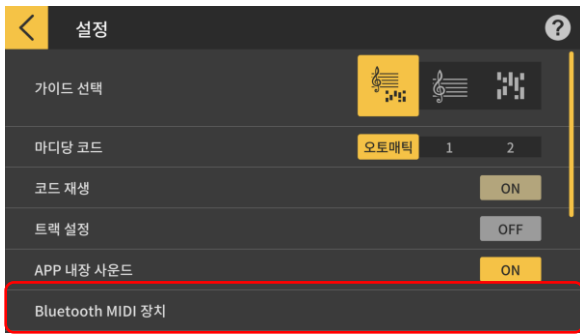 설정
?
가이드 선택
마디당 코드 오토매틱 1 2
코드 재생 ON
트랙 설정 OFF
APP 내장 사운드 ON
Bluetooth MIDI 장치